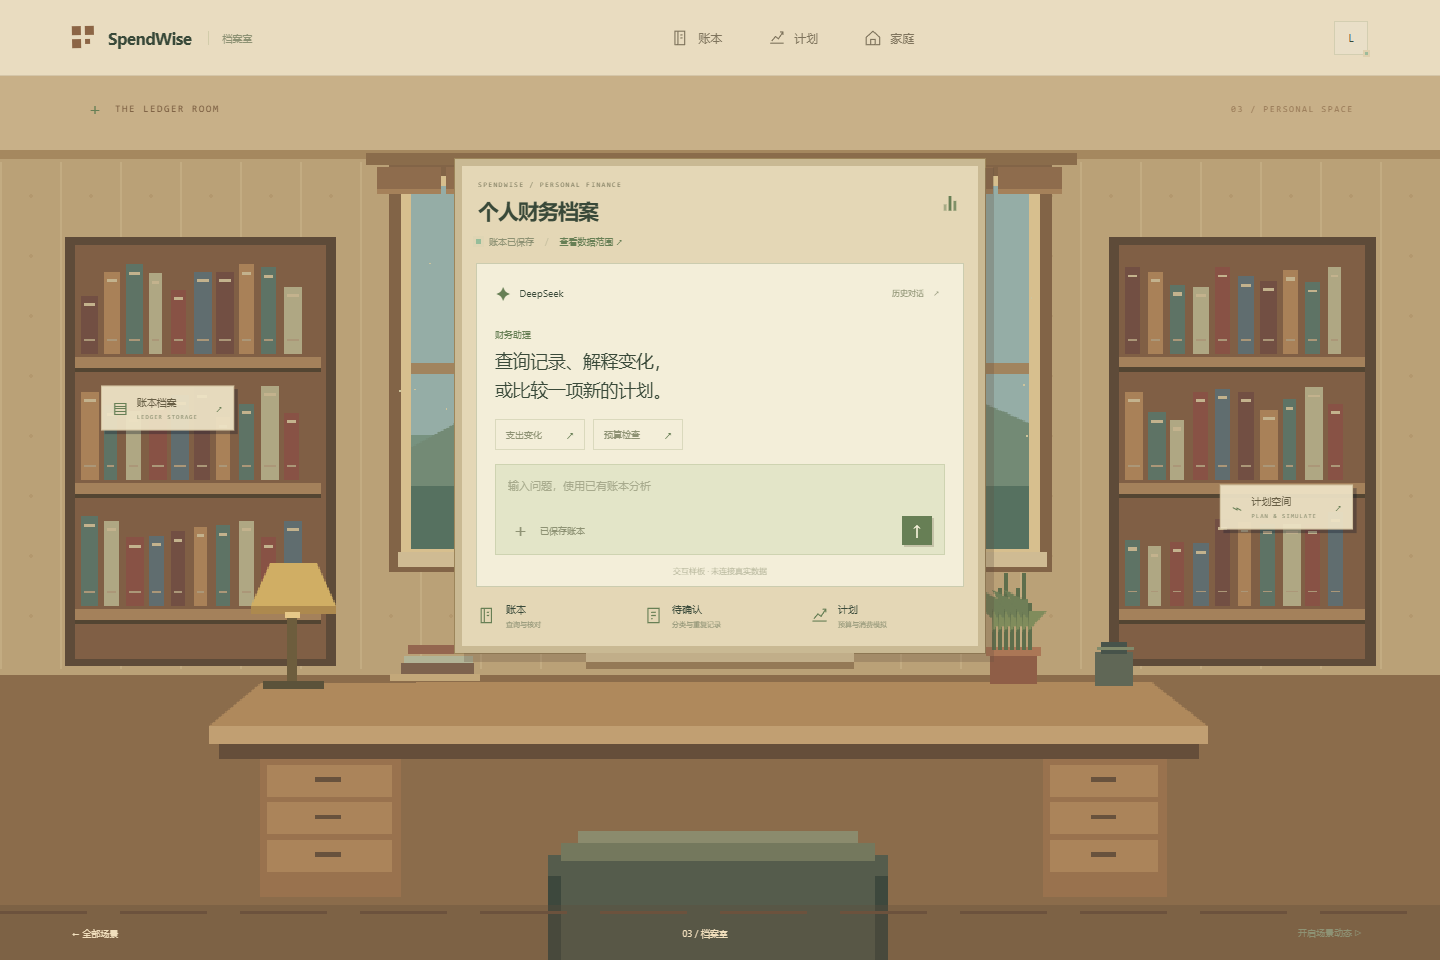 SpendWise
档案室
账本
计划
家庭
L
THE LEDGER ROOM
03 / PERSONAL SPACE
SPENDWISE / PERSONAL FINANCE
个人财务档案
账本已保存 / 查看数据范围 ↗
DeepSeek
历史对话 ↗
财务助理
查询记录、解释变化，
或比较一项新的计划。
支出变化 ↗
预算检查 ↗
输入问题，使用已有账本分析
+ 已保存账本
交互样板 · 未连接真实数据
账本
查询与核对
待确认
分类与重复记录
计划
预算与消费模拟
账本档案 ↗
LEDGER STORAGE
计划空间 ↗
PLAN & SIMULATE
← 全部场景
03 / 档案室
开启场景动态 ▷